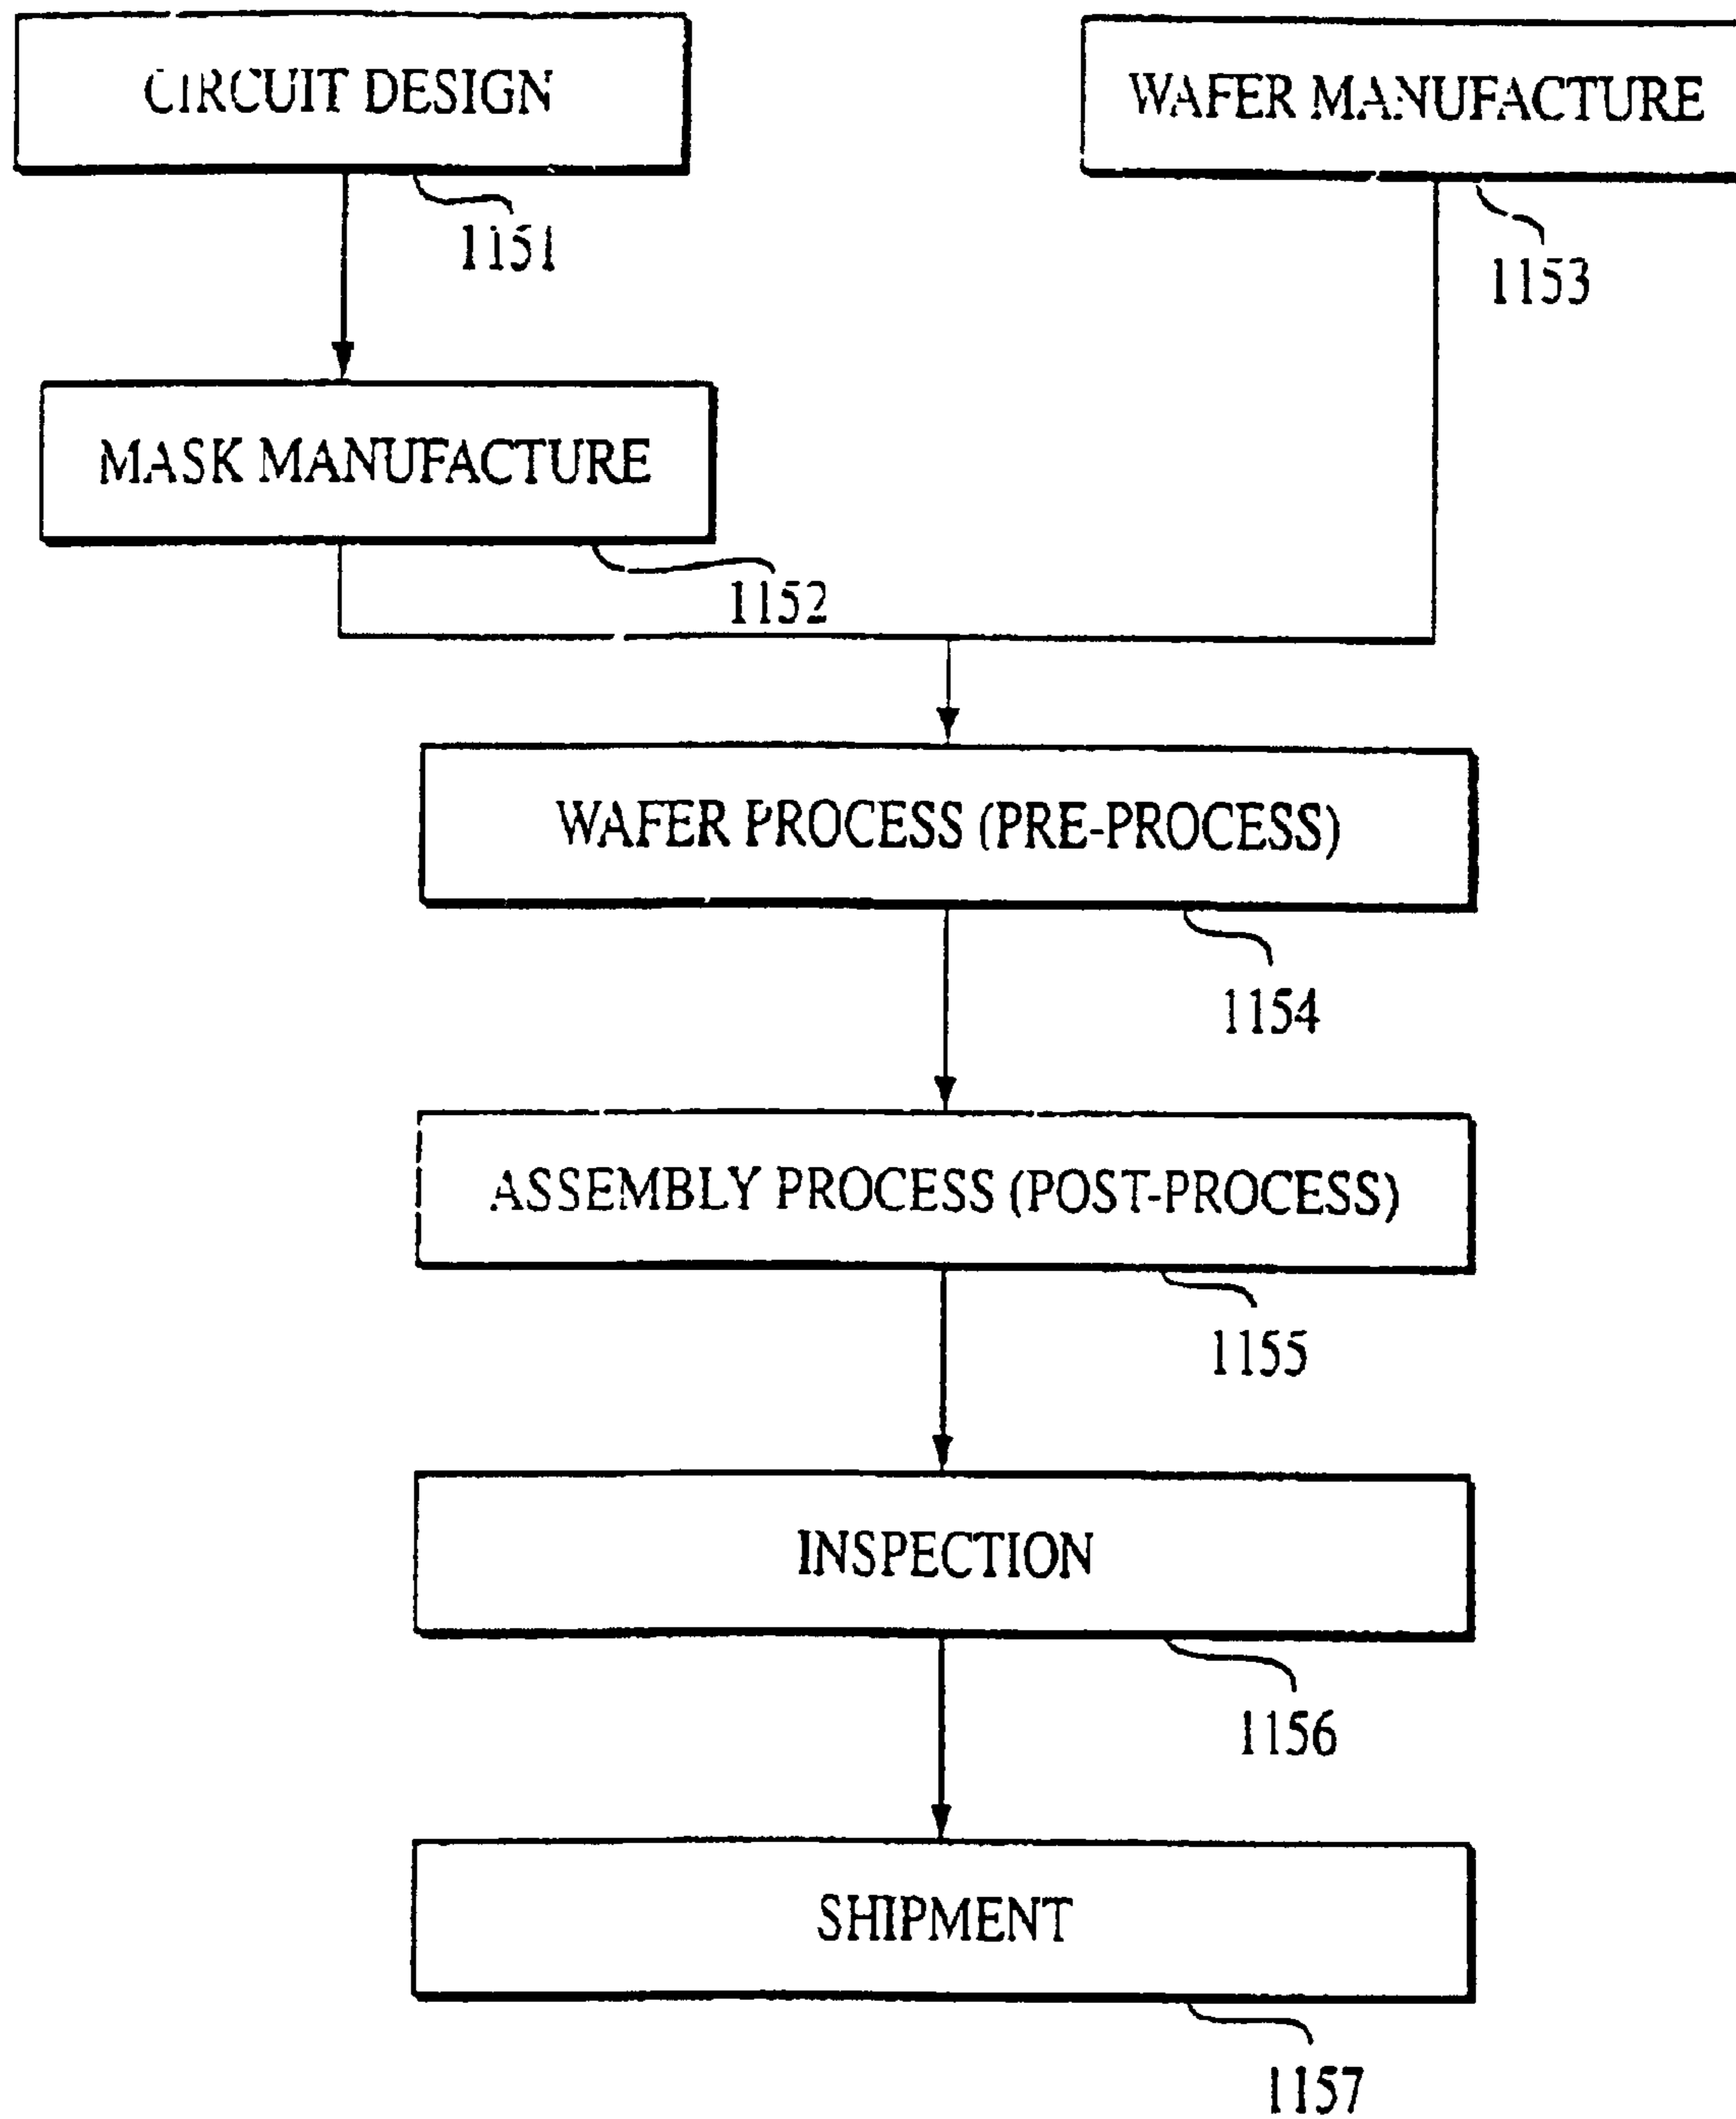 CIRCUIT DESIGN
WAFER MANUFACTURE
1151
1153
MASK MANUFACTURE
1152
WAFER PROCESS (PRE-PROCESS)
1154
ASSEMBLY PROCESS (POST-PROCESS)
1155
INSPECTION
1156
SHIPMENT
1157